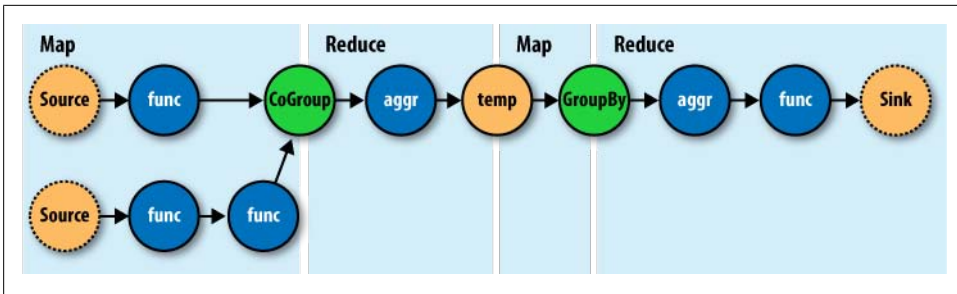 Map Reduce Map Reduce
Source func CoGroup aggr temp GroupBy aggr func Sink
Source func func